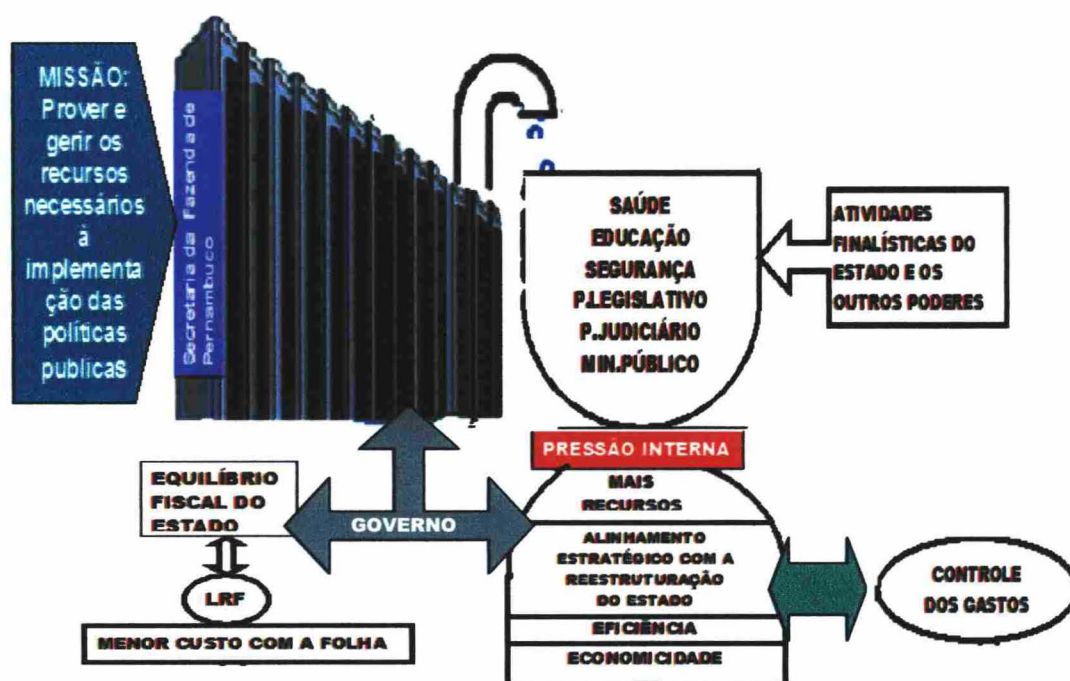 MISSÃO:
Prover e
gerir os
recursos
necessários
à
implementa
ção das
políticas
publicas
Secretaria da Fazenda de
Pernambuco
SAÚDE
EDUCAÇÃO
SEGURANÇA
P.LEGISLATIVO
P.JUDICIÁRIO
MIN.PÚBLICO
ATIVIDADES
FINALÍSTICAS DO
ESTADO E OS
OUTROS PODERES
PRESSÃO INTERNA
MAIS
RECURSOS
EQUILÍBRIO
FISCAL DO
ESTADO
GOVERNO
ALINHAMENTO
ESTRATÉGICO COM A
REESTRUTURAÇÃO
DO ESTADO
CONTROLE
DOS GASTOS
LRF
EFICIÊNCIA
MENOR CUSTO COM A FOLHA
ECONOMICIDADE